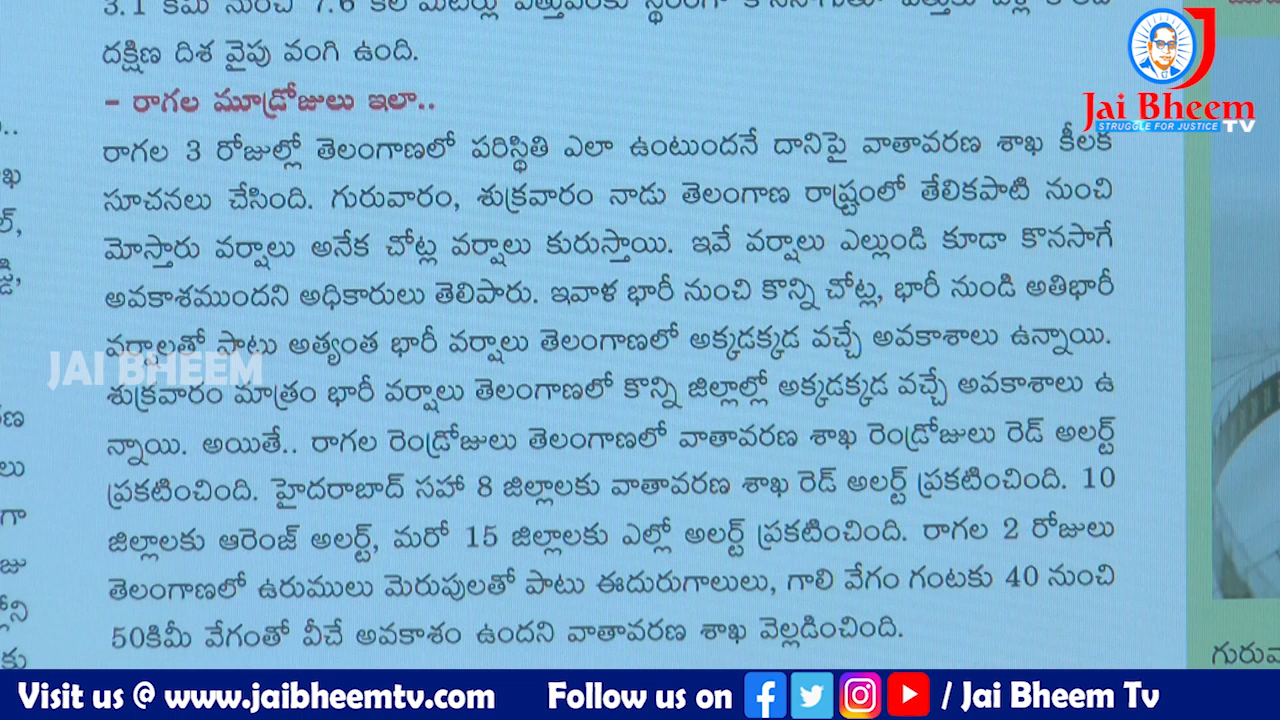 3.1 కిమీ నుంచి 7.6
దక్షిణ దిశ వైపు వంగి ఉంది.
- రాగల మూడ్రోజులు ఇలా..
రాగల 3 రోజుల్లో తెలంగాణలో పరిస్థితి ఎలా ఉంటుందనే దానిపై వాతావరణ శాఖ కీలక
సూచనలు చేసింది. గురువారం, శుక్రవారం నాడు తెలంగాణ రాష్ట్రంలో తేలికపాటి నుంచి
మోస్తారు వర్షాలు అనేక చోట్ల వర్షాలు కురుస్తాయి. ఇవే వర్షాలు ఎల్లుండి కూడా కొనసాగే
అవకాశముందని అధికారులు తెలిపారు. ఇవాళ భారీ నుంచి కొన్ని చోట్ల, భారీ నుండి అతిభారీ
వర్షాలతో పాటు అత్యంత భారీ వర్షాలు తెలంగాణలో అక్కడక్కడ వచ్చే అవకాశాలు ఉన్నాయి.
శుక్రవారం మాత్రం భారీ వర్షాలు తెలంగాణలో కొన్ని జిల్లాల్లో అక్కడక్కడ వచ్చే అవకాశాలు ఉ
న్నాయి. అయితే.. రాగల రెండ్రోజులు తెలంగాణలో వాతావరణ శాఖ రెండ్రోజులు రెడ్ అలర్ట్
ప్రకటించింది. హైదరాబాద్ సహా 8 జిల్లాలకు వాతావరణ శాఖ రెడ్ అలర్ట్ ప్రకటించింది. 10
జిల్లాలకు ఆరెంజ్ అలర్ట్, మరో 15 జిల్లాలకు ఎల్లో అలర్ట్ ప్రకటించింది. రాగల 2 రోజులు
తెలంగాణలో ఉరుములు మెరుపులతో పాటు ఈదురుగాలులు, గాలి వేగం గంటకు 40 నుంచి
50కిమీ వేగంతో వీచే అవకాశం ఉందని వాతావరణ శాఖ వెల్లడించింది.
Jai Bheem
STRUGGLE FOR JUSTICE TV
JAI BHEEM
Visit us @ www.jaibheemtv.com Follow us on / Jai Bheem Tv